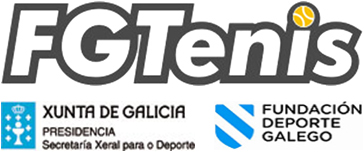 FGTenis
XUNTA DE GALICIA
PRESIDENCIA
Secretaría Xeral para o Deporte
FUNDACIÓN
DEPORTE
GALEGO